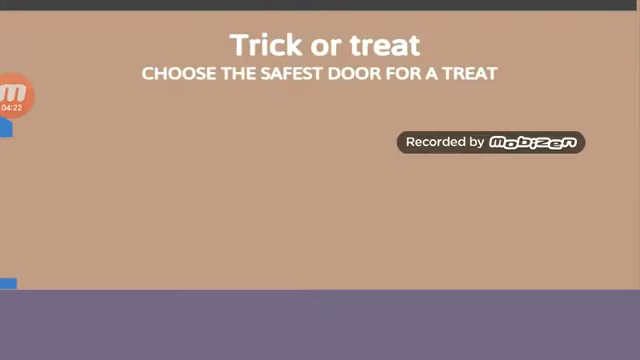 Trick or treat
CHOOSE THE SAFEST DOOR FOR A TREAT
04:22
Recorded by mobizen